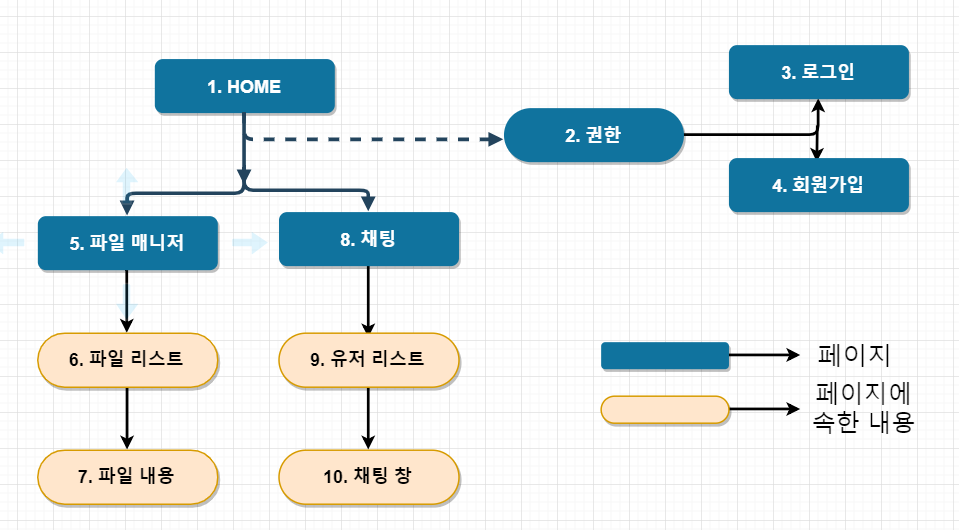 1. HOME
2. 권한
3. 로그인
4. 회원가입
5. 파일 매니저
8. 채팅
6. 파일 리스트
9. 유저 리스트
7. 파일 내용
10. 채팅 창
페이지
페이지에
속한 내용